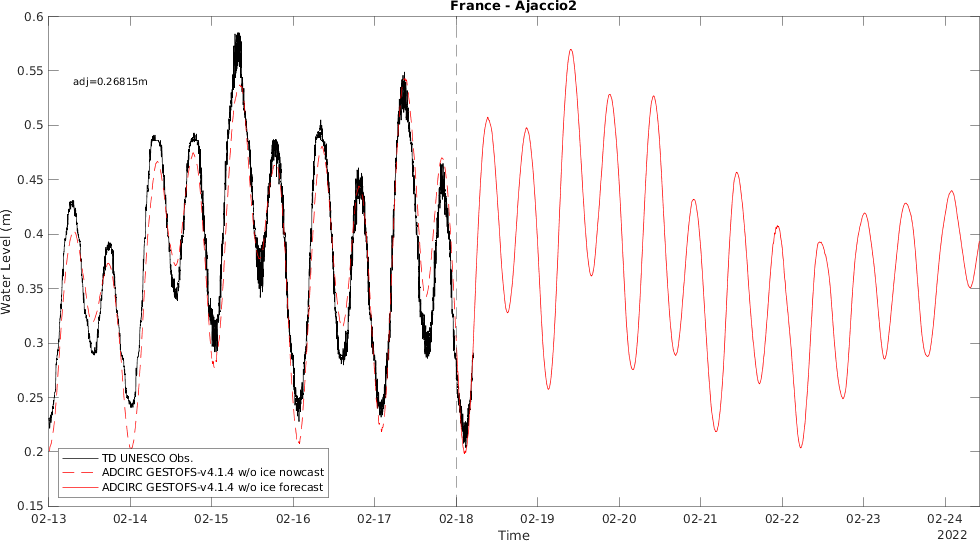 France - Ajaccio2
0.6
0.55
0.5
0.45
0.4
0.35
0.3
0.25
0.2
0.15
Water Level (m)
adj=0.26815m
TD UNESCO Obs.
ADCIRC GESTOFS-v4.1.4 w/o ice nowcast
ADCIRC GESTOFS-v4.1.4 w/o ice forecast
02-13 02-14 02-15 02-16 02-17 02-18 02-19 02-20 02-21 02-22 02-23 02-24
Time
2022